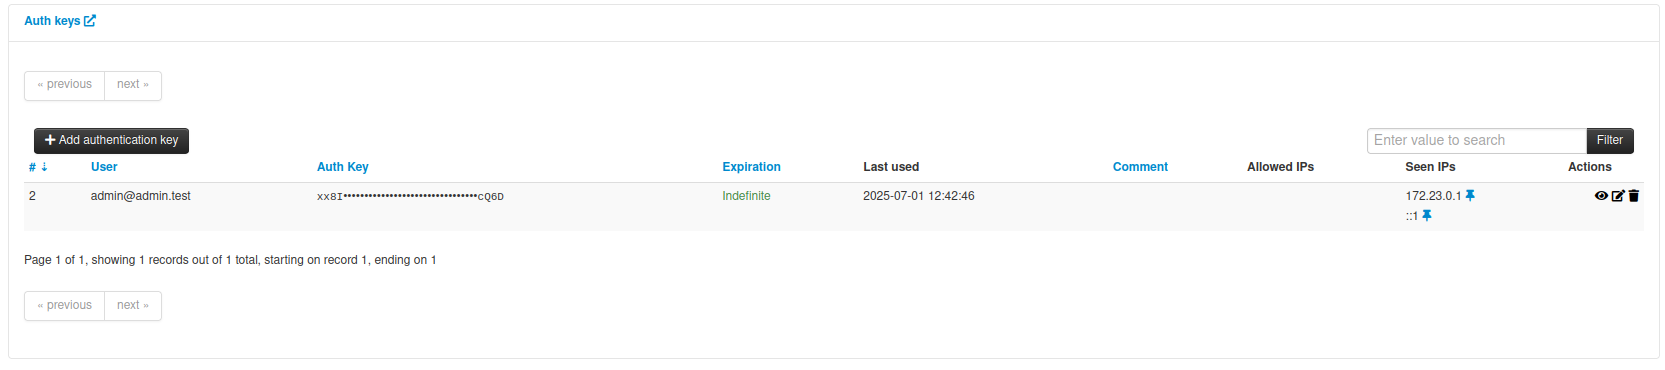 Auth keys
« previous next »
+ Add authentication key
Enter value to search Filter
# ↓ User Auth Key Expiration Last used Comment Allowed IPs Seen IPs Actions
2 admin@admin.test xx8I••••••••••••••••••••••••••••••••cQ6D Indefinite 2025-07-01 12:42:46 172.23.0.1
::1
Page 1 of 1, showing 1 records out of 1 total, starting on record 1, ending on 1
« previous next »